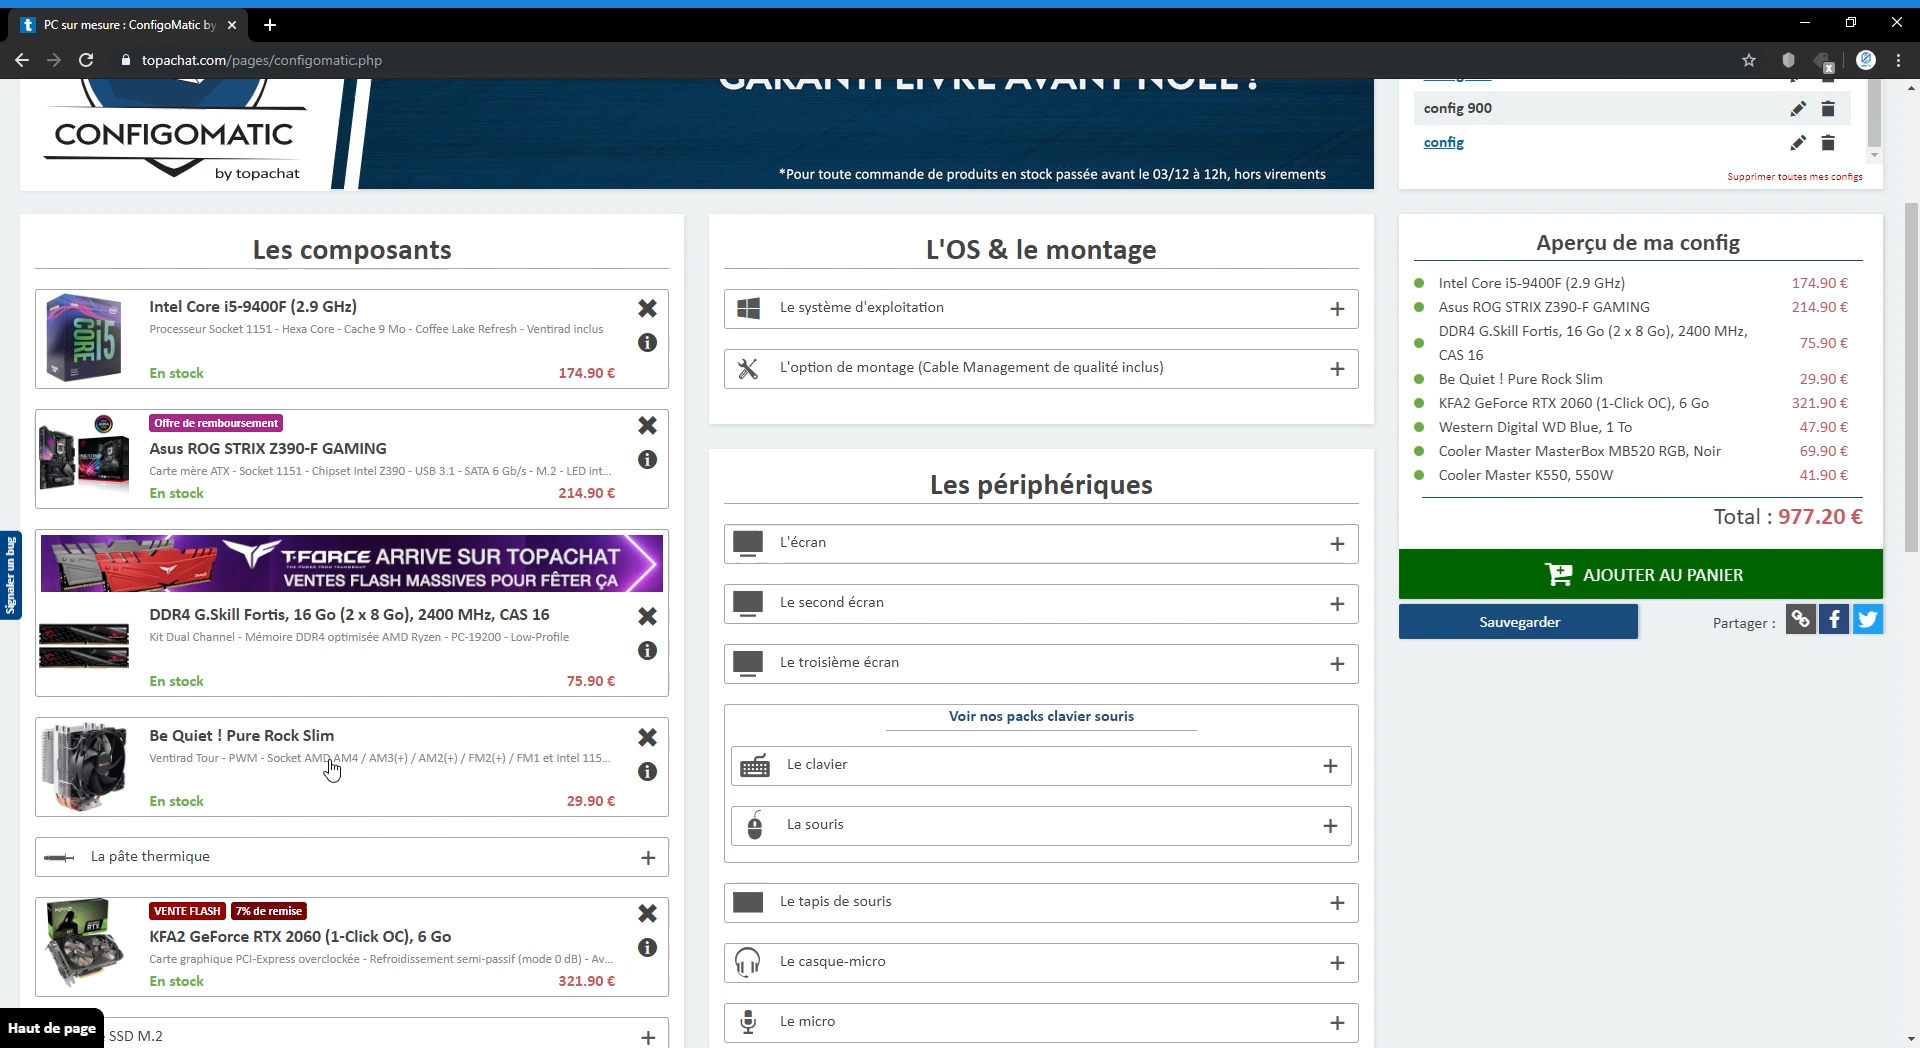 PC sur mesure : ConfigoMatic by
topachat.com/pages/configomatic.php
CONFIGOMATIC
by topachat
GARANTI LIVRÉ AVANT NOËL !
*Pour toute commande de produits en stock passée avant le 03/12 à 12h, hors virements
config 900
config
Supprimer toutes mes configs
Signaler un bug
Les composants
Intel Core i5-9400F (2.9 GHz)
Processeur Socket 1151 - Hexa Core - Cache 9 Mo - Coffee Lake Refresh - Ventirad inclus
En stock
174.90 €
Offre de remboursement
Asus ROG STRIX Z390-F GAMING
Carte mère ATX - Socket 1151 - Chipset Intel Z390 - USB 3.1 - SATA 6 Gb/s - M.2 - LED int...
En stock
214.90 €
T-FORCE ARRIVE SUR TOPACHAT
VENTES FLASH MASSIVES POUR FÊTER ÇA
DDR4 G.Skill Fortis, 16 Go (2 x 8 Go), 2400 MHz, CAS 16
Kit Dual Channel - Mémoire DDR4 optimisée AMD Ryzen - PC-19200 - Low-Profile
En stock
75.90 €
Be Quiet ! Pure Rock Slim
Ventirad Tour - PWM - Socket AMD AM4 / AM3(+) / AM2(+) / FM2(+) / FM1 et Intel 115...
En stock
29.90 €
La pâte thermique
VENTE FLASH
7% de remise
KFA2 GeForce RTX 2060 (1-Click OC), 6 Go
Carte graphique PCI-Express overclockée - Refroidissement semi-passif (mode 0 dB) - Av...
En stock
321.90 €
Haut de page
SSD M.2
L'OS & le montage
Le système d'exploitation
L'option de montage (Cable Management de qualité inclus)
Les périphériques
L'écran
Le second écran
Le troisième écran
Voir nos packs clavier souris
Le clavier
La souris
Le tapis de souris
Le casque-micro
Le micro
Aperçu de ma config
Intel Core i5-9400F (2.9 GHz) 174.90 €
Asus ROG STRIX Z390-F GAMING 214.90 €
DDR4 G.Skill Fortis, 16 Go (2 x 8 Go), 2400 MHz,
CAS 16 75.90 €
Be Quiet ! Pure Rock Slim 29.90 €
KFA2 GeForce RTX 2060 (1-Click OC), 6 Go 321.90 €
Western Digital WD Blue, 1 To 47.90 €
Cooler Master MasterBox MB520 RGB, Noir 69.90 €
Cooler Master K550, 550W 41.90 €
Total : 977.20 €
AJOUTER AU PANIER
Sauvegarder
Partager :